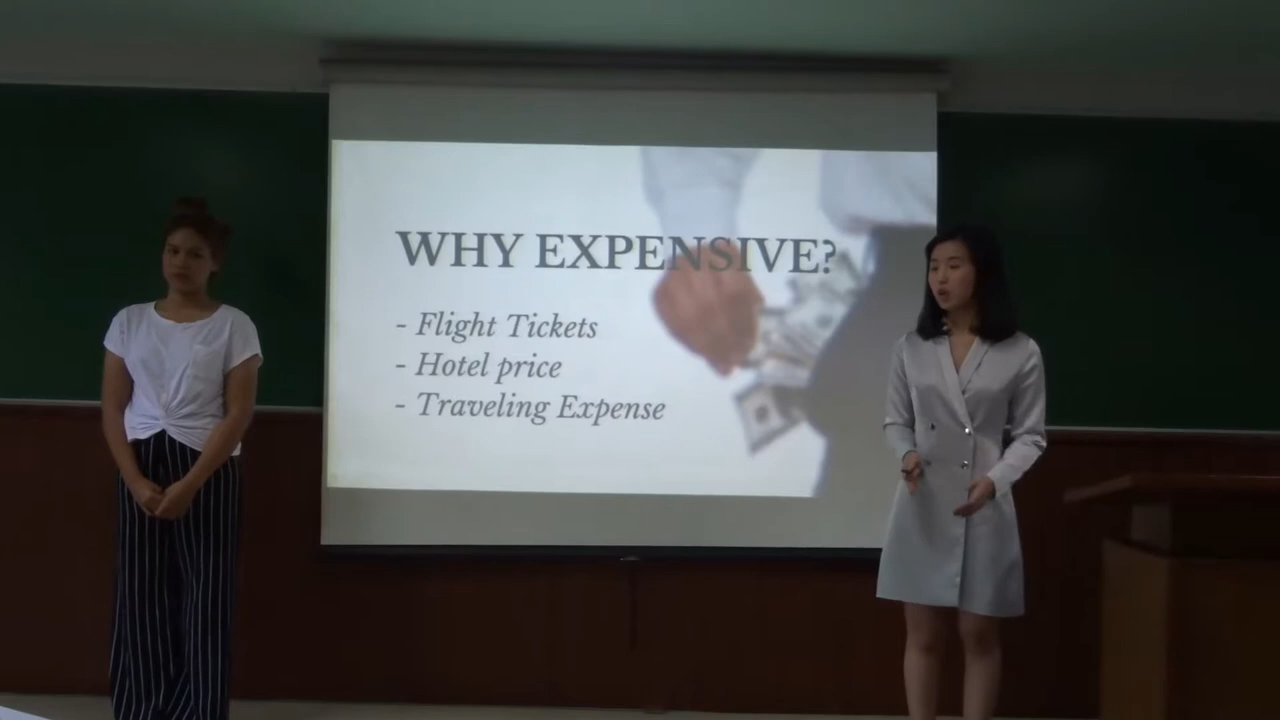 WHY EXPENSIVE?
- Flight Tickets
- Hotel price
- Traveling Expense